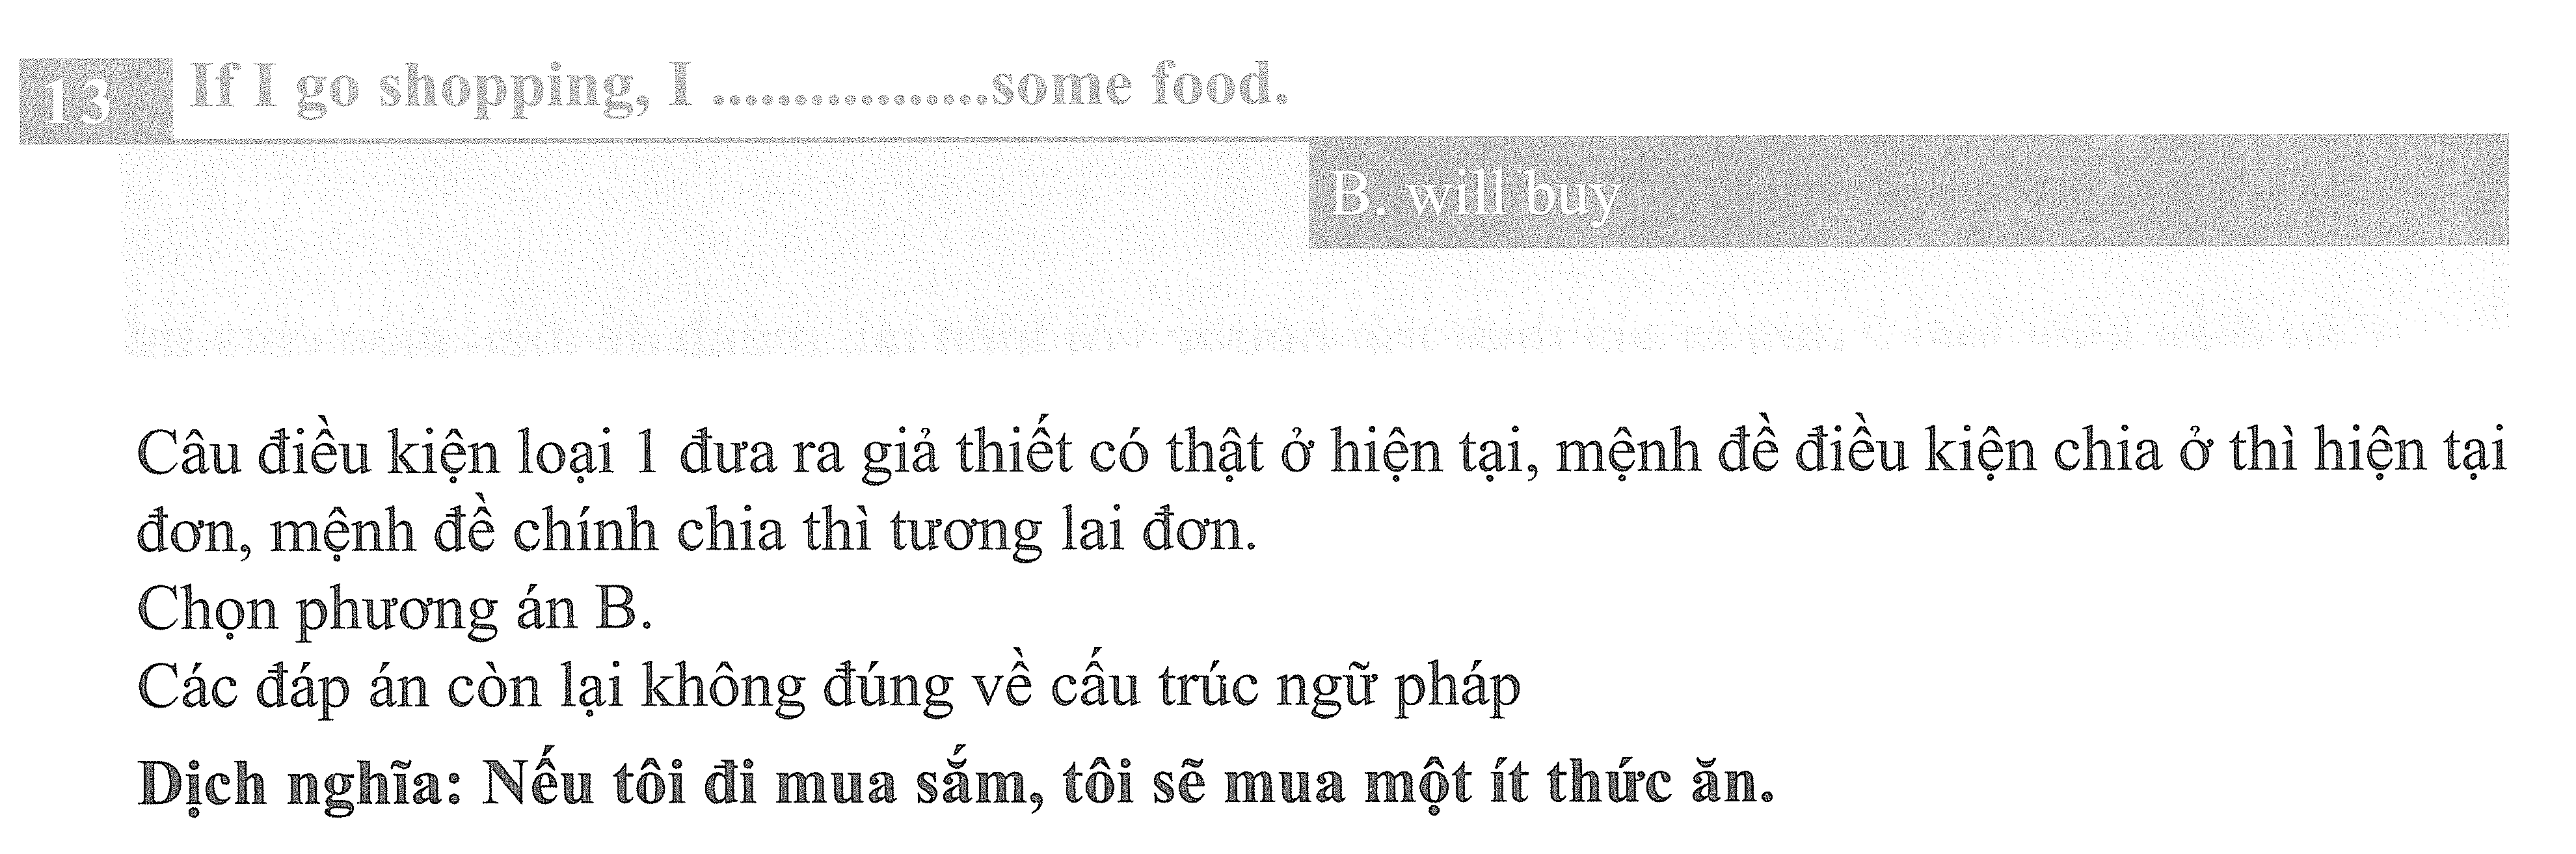 13 If I go shopping, I .................some food.
B. will buy
Câu điều kiện loại 1 đưa ra giả thiết có thật ở hiện tại, mệnh đề điều kiện chia ở thì hiện tại
đơn, mệnh đề chính chia thì tương lai đơn.
Chọn phương án B.
Các đáp án còn lại không đúng về cấu trúc ngữ pháp
Dịch nghĩa: Nếu tôi đi mua sắm, tôi sẽ mua một ít thức ăn.